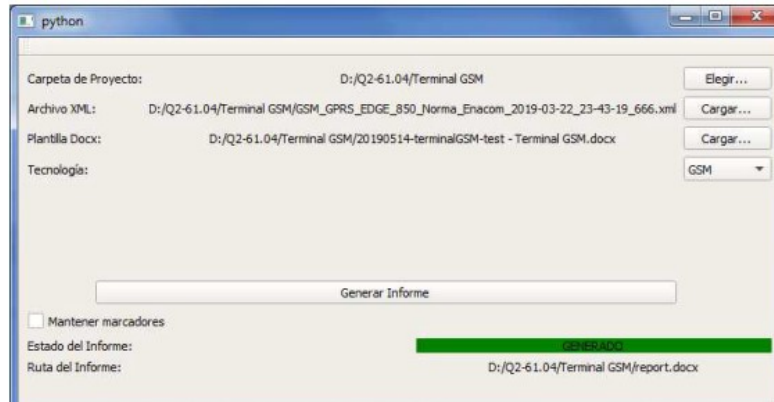 python
Carpeta de Proyecto: D:/Q2-61.04/Terminal GSM Elegir...
Archivo XML: D:/Q2-61.04/Terminal GSM/GSM_GPRS_EDGE_850_Norma_Enacom_2019-03-22_23-43-19_666.xml Cargar...
Plantilla Docx: D:/Q2-61.04/Terminal GSM/20190514-terminalGSM-test - Terminal GSM.docx Cargar...
Tecnología: GSM
Generar Informe
Mantener marcadores
Estado del Informe: GENERADO
Ruta del Informe: D:/Q2-61.04/Terminal GSM/report.docx